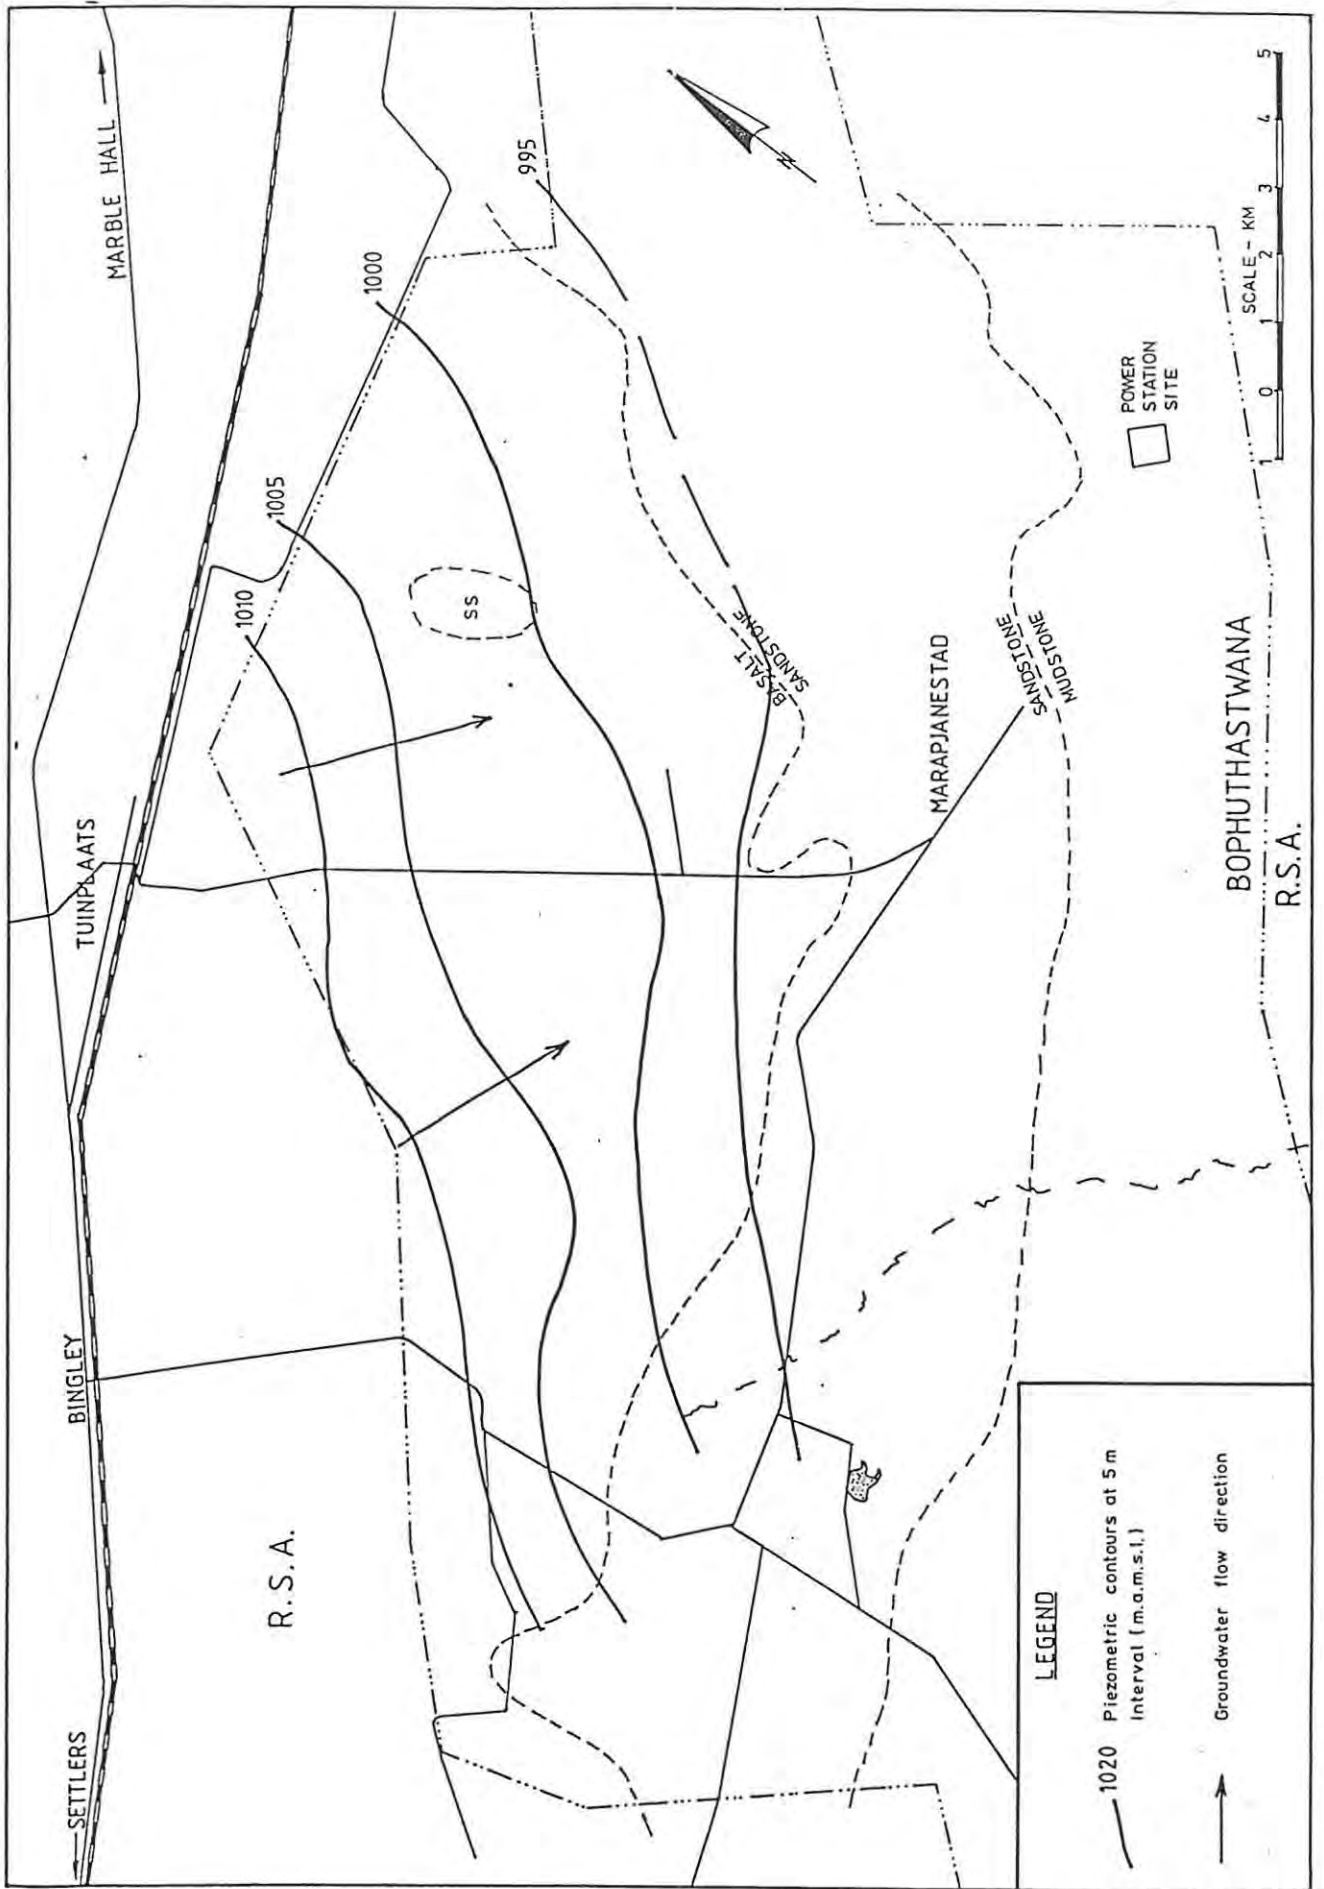 SETTLERS
BINGLEY
TUINPLAATS
MARBLE HALL
R.S.A.
1010
1005
1000
995
SS
N
BASALT
SANDSTONE
MARAPJANESTAD
SANDSTONE
MUDSTONE
POWER
STATION
SITE
BOPHUTHASTWANA
R.S.A.
SCALE - KM
1 0 1 2 3 4 5
LEGEND
1020 Piezometric contours at 5 m
Interval (m.a.m.s.l.)
Groundwater flow direction